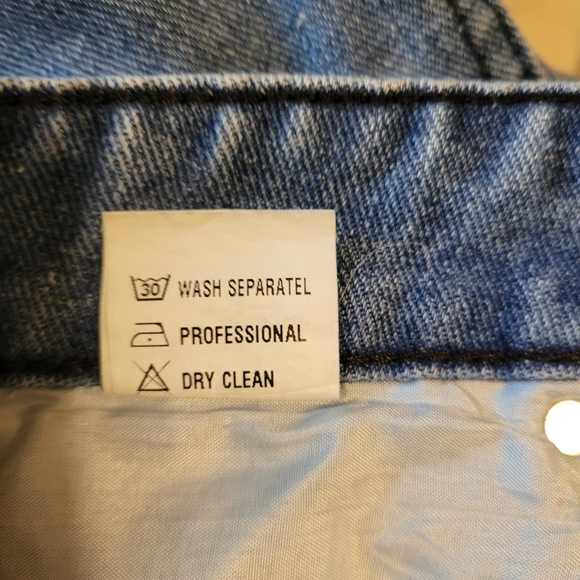 30 WASH SEPARATEL
PROFESSIONAL
DRY CLEAN